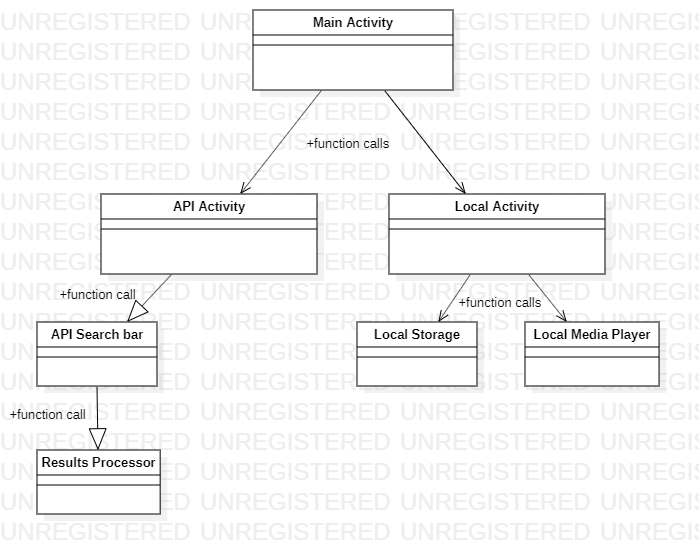 UNREGISTERED UNREGISTERED UNREGISTERED UNREGISTERED
Main Activity
+function calls
API Activity
Local Activity
+function call
+function calls
API Search bar
Local Storage
Local Media Player
+function call
Results Processor